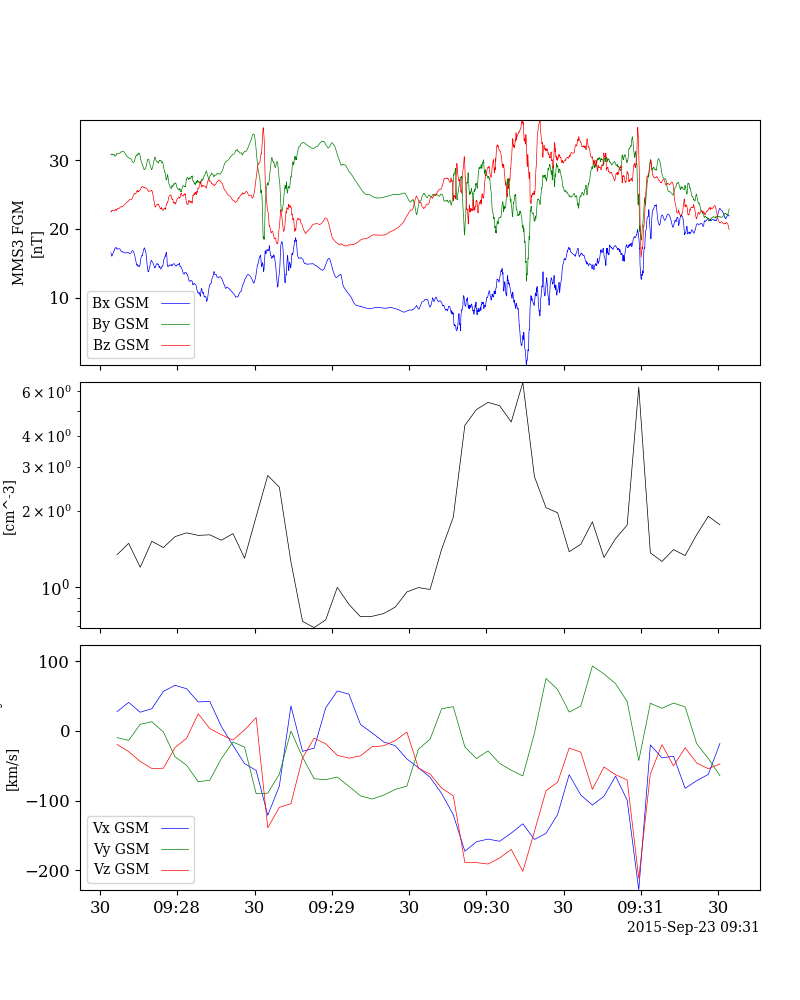 MMS3 FGM
[nT]
30
20
10
Bx GSM
By GSM
Bz GSM
[cm^-3]
6 × 10⁰
4 × 10⁰
3 × 10⁰
2 × 10⁰
10⁰
[km/s]
100
0
−100
−200
Vx GSM
Vy GSM
Vz GSM
30 09:28 30 09:29 30 09:30 30 09:31 30
2015-Sep-23 09:31